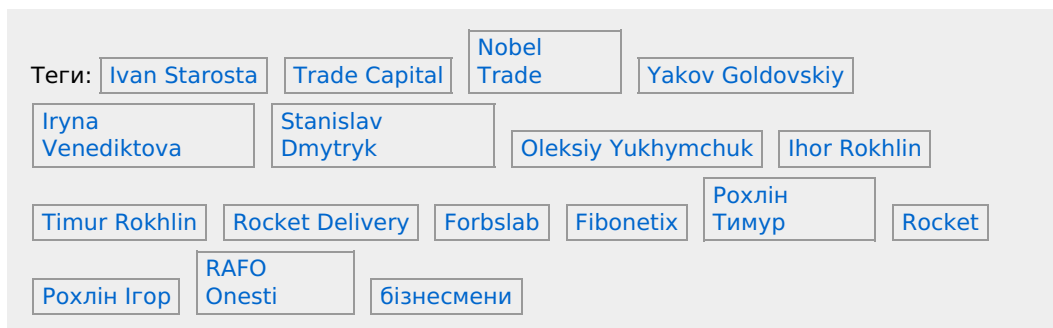 Теги: Ivan Starosta Trade Capital Nobel Trade Yakov Goldovskiy
Iryna Venediktova Stanislav Dmytryk Oleksiy Yukhymchuk Ihor Rokhlin
Timur Rokhlin Rocket Delivery Forbslab Fibonetix Рохлін Тимур Rocket
Рохлін Ігор RAFO Onesti бізнесмени